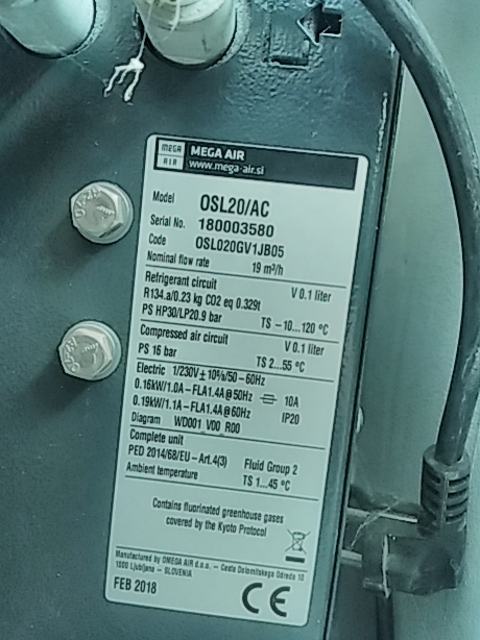 MEGA AIR
MEGA AIR
www.mega-air.si
Model OSL20/AC
Serial No. 180003580
Code OSL020GV1JB05
Nominal flow rate 19 m³/h
Refrigerant circuit V 0.1 liter
R134.a/0.23 kg CO2 eq 0.329t
PS HP30/LP20.9 bar TS -10...120 ºC
Compressed air circuit V 0.1 liter
PS 16 bar TS 2...55 ºC
Electric 1/230V±10%/50-60Hz
0.16kW/1.0A-FLA1.4A@50Hz 10A
0.19kW/1.1A-FLA1.4A@60Hz IP20
Diagram WD001_V00_R00
Complete unit
PED 2014/68/EU-Art.4(3) Fluid Group 2
Ambient temperature TS 1...45 ºC
Contains fluorinated greenhouse gases
covered by the Kyoto Protocol
Manufactured by OMEGA AIR d.o.o. - Cesta Dolomitskega Odreda 10
1000 Ljubljana - SLOVENIA
FEB 2018
CE